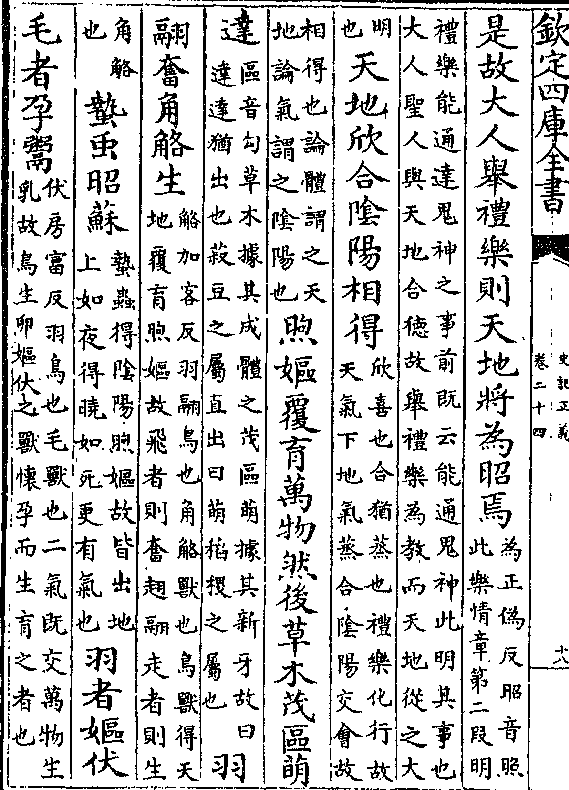 欽定四庫全書
史記正義
卷二十四
十八
是故大人舉禮樂則天地將為昭焉
為正偽反昭音照
此樂情章第二段明
禮樂能通達鬼神之事前既云能通鬼神此明其事也
大人聖人與天地合徳故舉禮樂為教而天地從之大
明
也
天地欣合陰陽相得
欣喜也合猶蒸也禮樂化行故
天氣下地氣蒸合陰陽交會故
相得也論體謂之天
地論氣謂之陰陽也
煦嫗覆育萬物然後草木茂區萌
達
區音勾草木據其成體之茂區萌據其新牙故曰
達達猶出也菽豆之屬直出曰萌稻稷之屬也
羽
翮奮角觡生
觡加客反羽翮鳥也角觡獸也鳥獸得天
地覆育煦嫗故飛者則奮翅翮走者則生
角觡
也
蟄虫昭蘇
蟄蟲得陰陽煦嫗故皆出地
上如夜得曉如死更有氣也
羽者嫗伏
毛者孕鬻
伏房富反羽鳥也毛獸也二氣既交萬物生
乳故鳥生卵嫗伏之獸懷孕而生育之者也